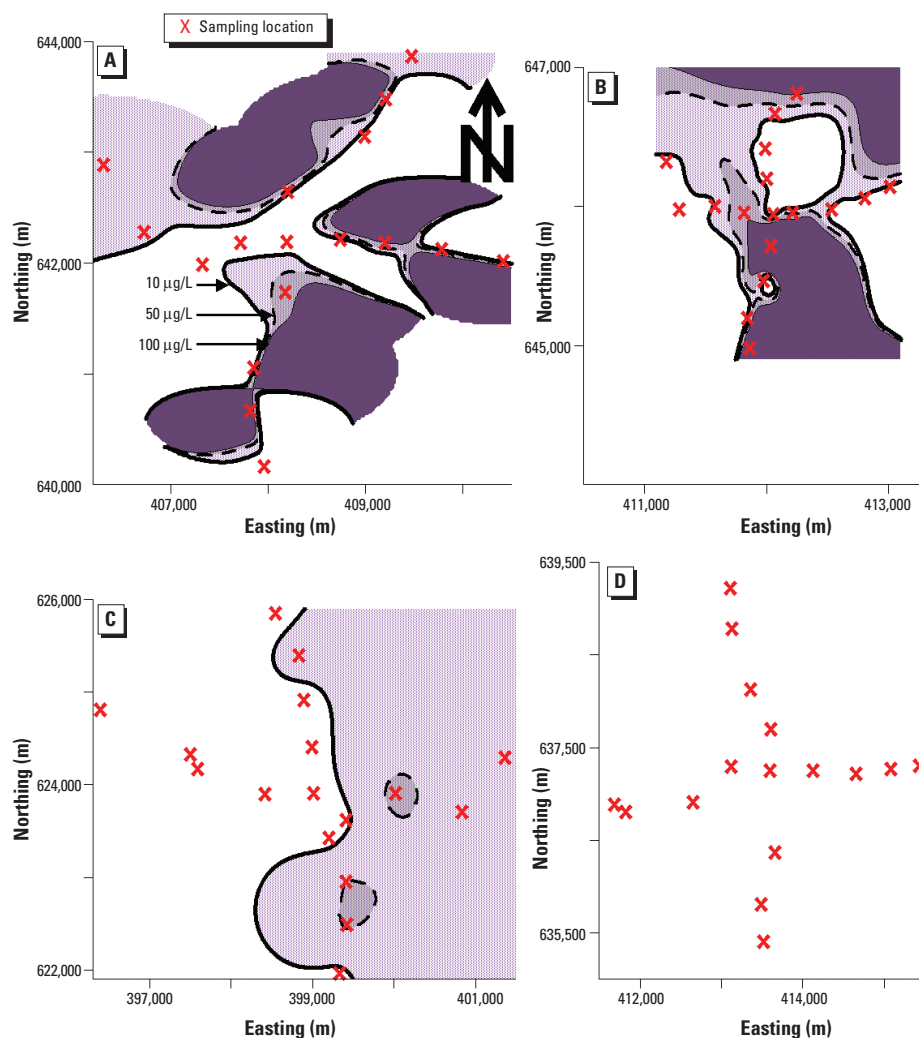 X Sampling location
A
644,000
642,000
640,000
Northing (m)
10 µg/L
50 µg/L
100 µg/L
N
407,000 409,000
Easting (m)
B
647,000
645,000
Northing (m)
411,000 413,000
Easting (m)
C
626,000
624,000
622,000
Northing (m)
397,000 399,000 401,000
Easting (m)
D
639,500
637,500
635,500
Northing (m)
412,000 414,000
Easting (m)